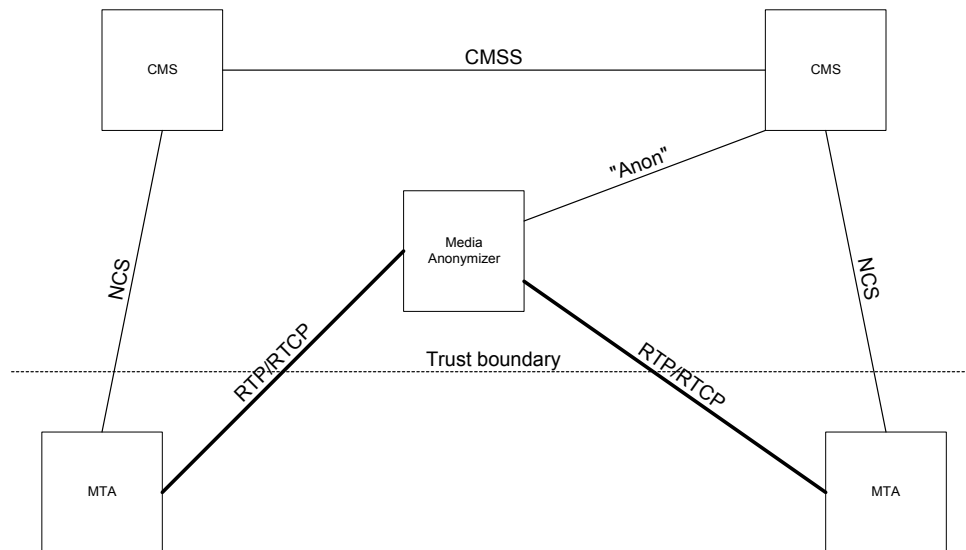 CMS
CMSS
CMS
"Anon"
Media
Anonymizer
NCS
NCS
RTP/RTCP
Trust boundary
RTP/RTCP
MTA
MTA